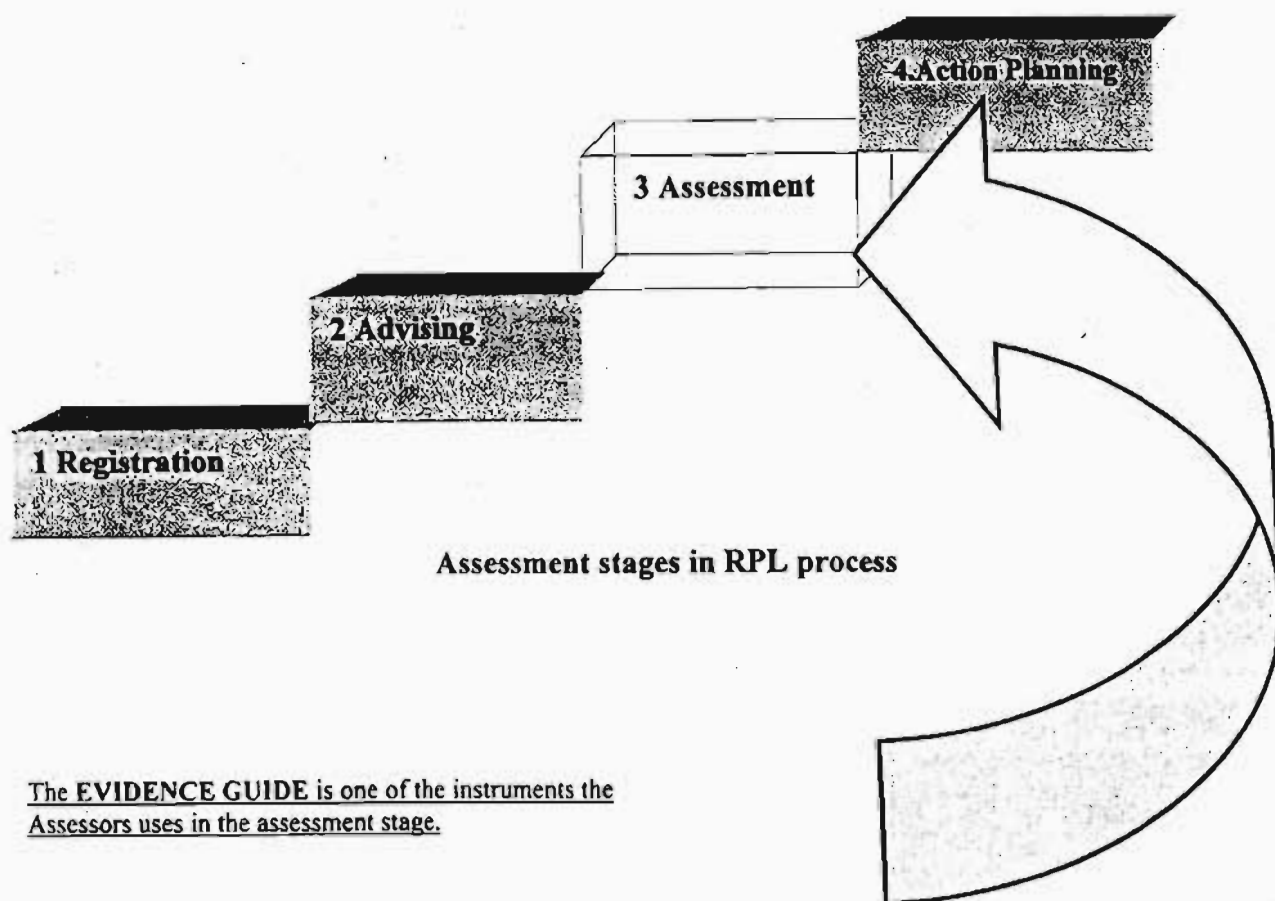 4.Action Planning
3 Assessment
2 Advising
1 Registration
Assessment stages in RPL process
The EVIDENCE GUIDE is one of the instruments the
Assessors uses in the assessment stage.